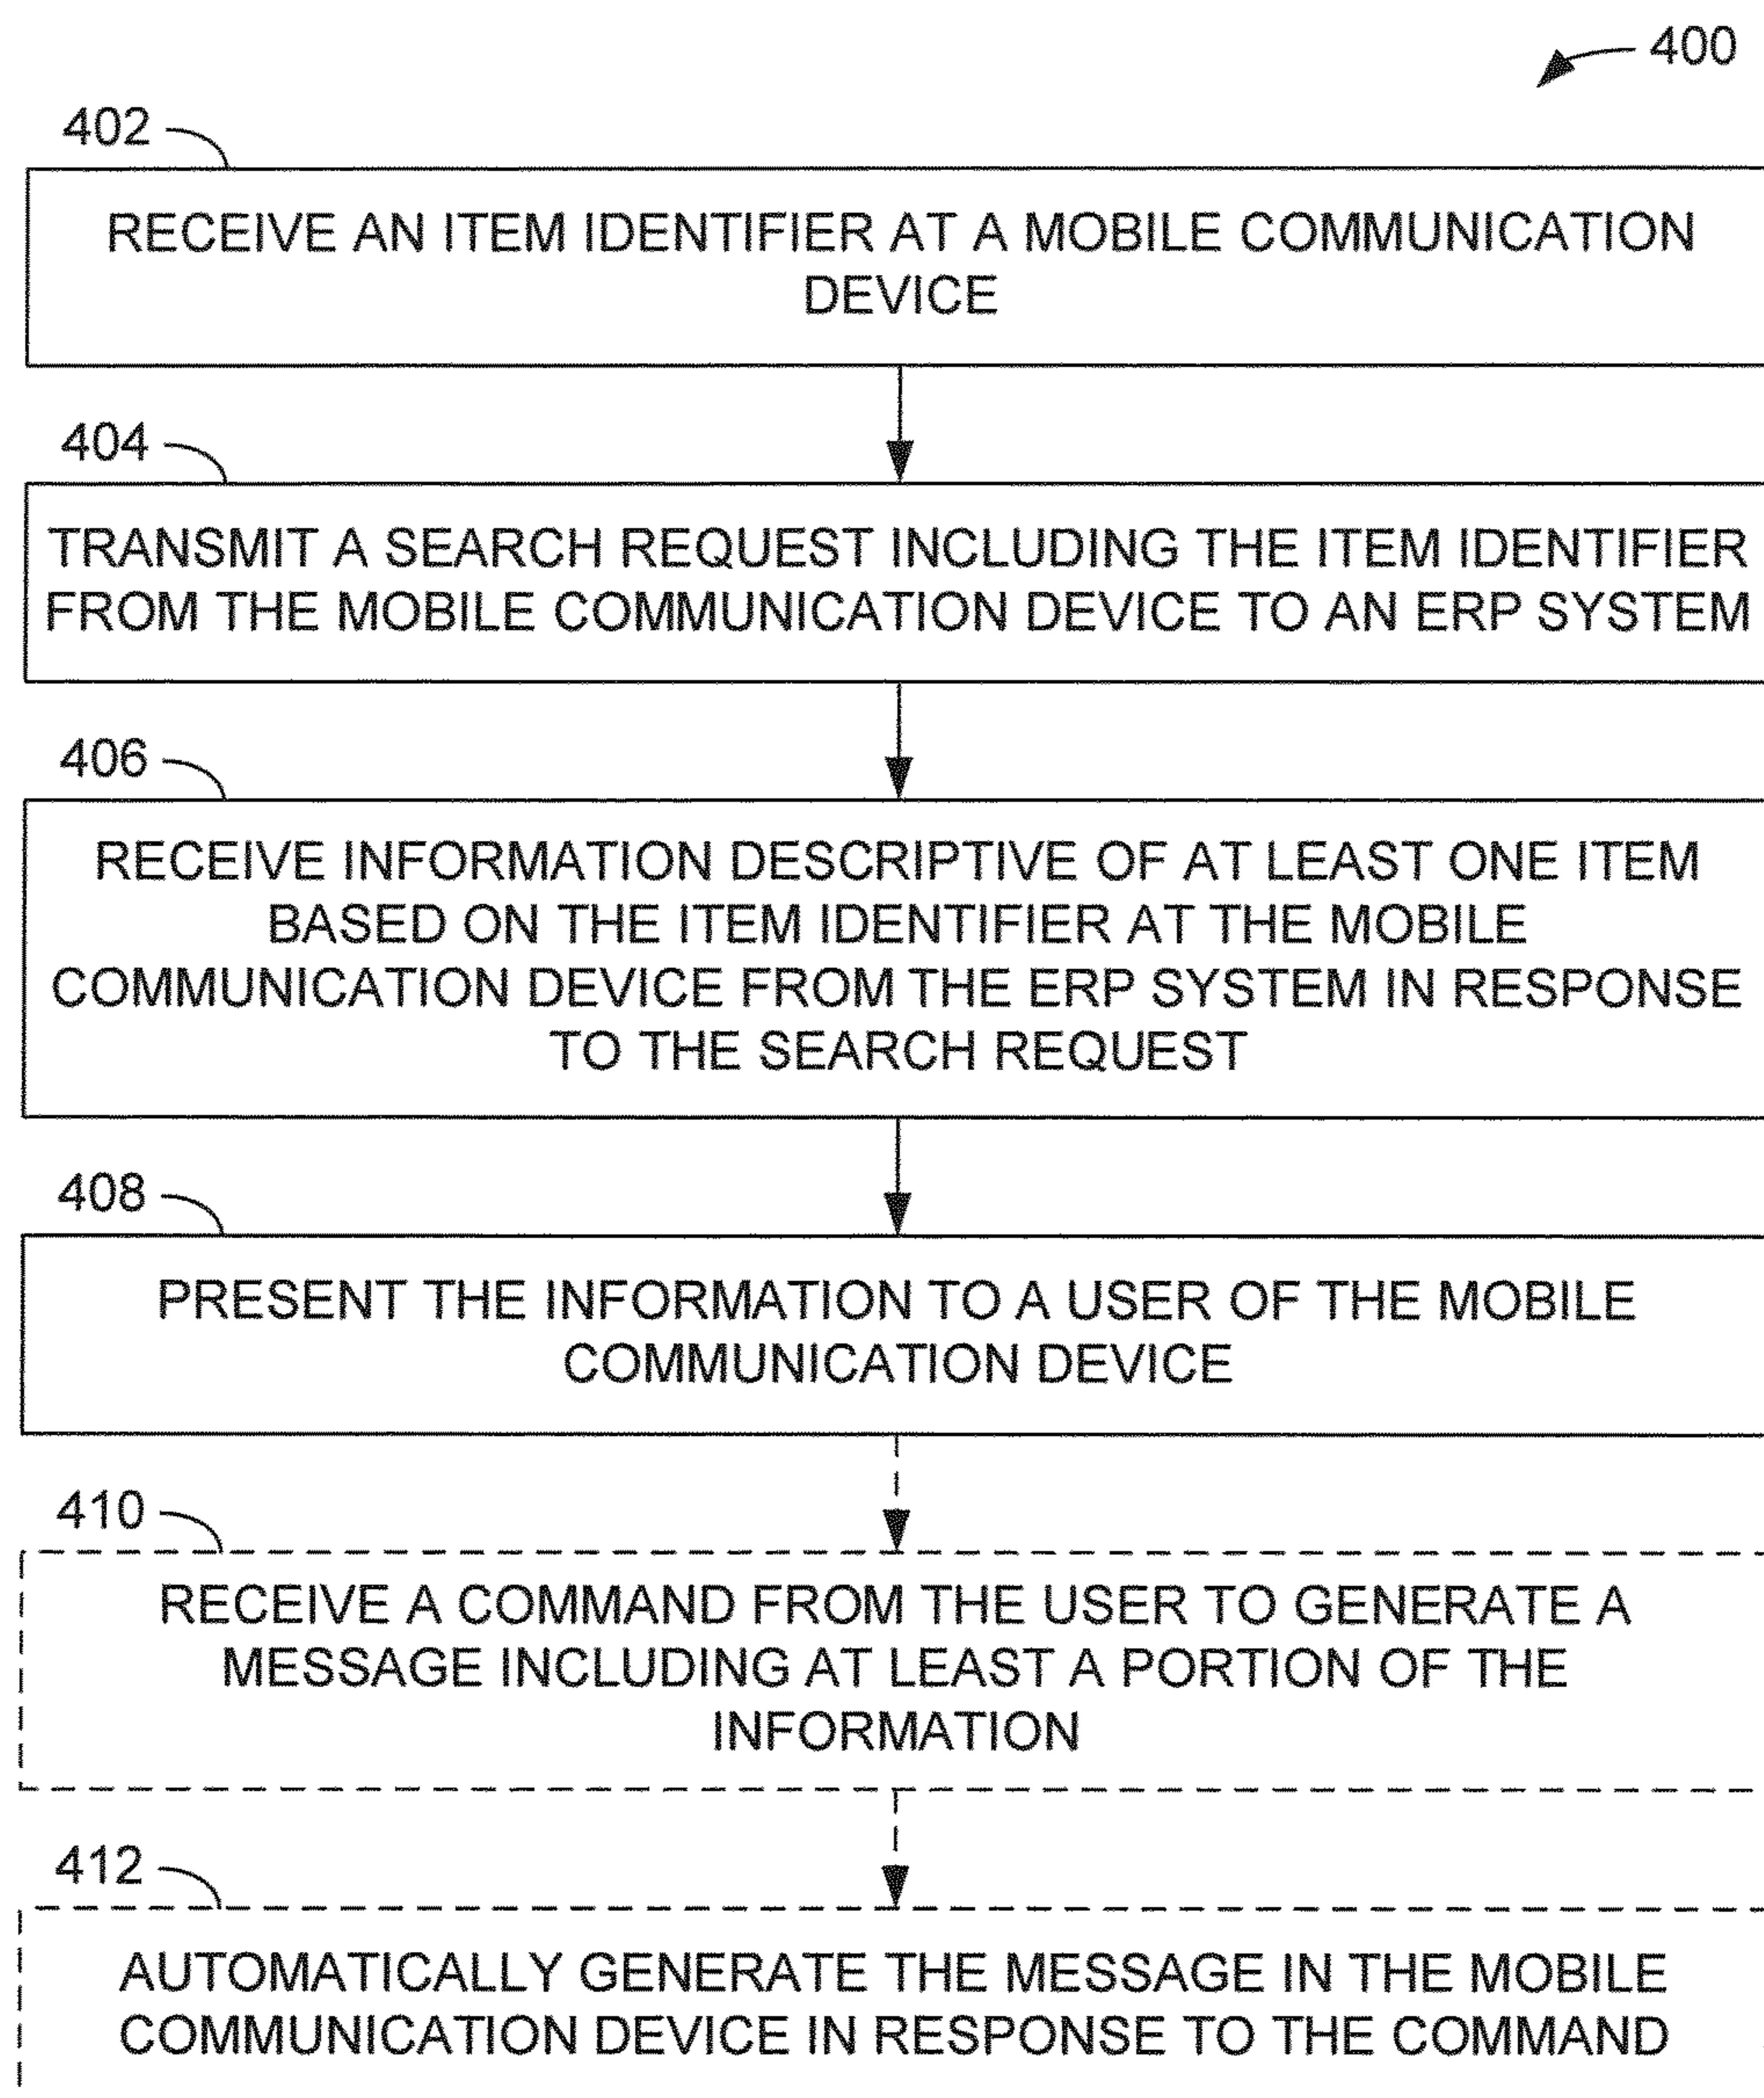 400
402
RECEIVE AN ITEM IDENTIFIER AT A MOBILE COMMUNICATION
DEVICE
404
TRANSMIT A SEARCH REQUEST INCLUDING THE ITEM IDENTIFIER
FROM THE MOBILE COMMUNICATION DEVICE TO AN ERP SYSTEM
406
RECEIVE INFORMATION DESCRIPTIVE OF AT LEAST ONE ITEM
BASED ON THE ITEM IDENTIFIER AT THE MOBILE
COMMUNICATION DEVICE FROM THE ERP SYSTEM IN RESPONSE
TO THE SEARCH REQUEST
408
PRESENT THE INFORMATION TO A USER OF THE MOBILE
COMMUNICATION DEVICE
410
RECEIVE A COMMAND FROM THE USER TO GENERATE A
MESSAGE INCLUDING AT LEAST A PORTION OF THE
INFORMATION
412
AUTOMATICALLY GENERATE THE MESSAGE IN THE MOBILE
COMMUNICATION DEVICE IN RESPONSE TO THE COMMAND